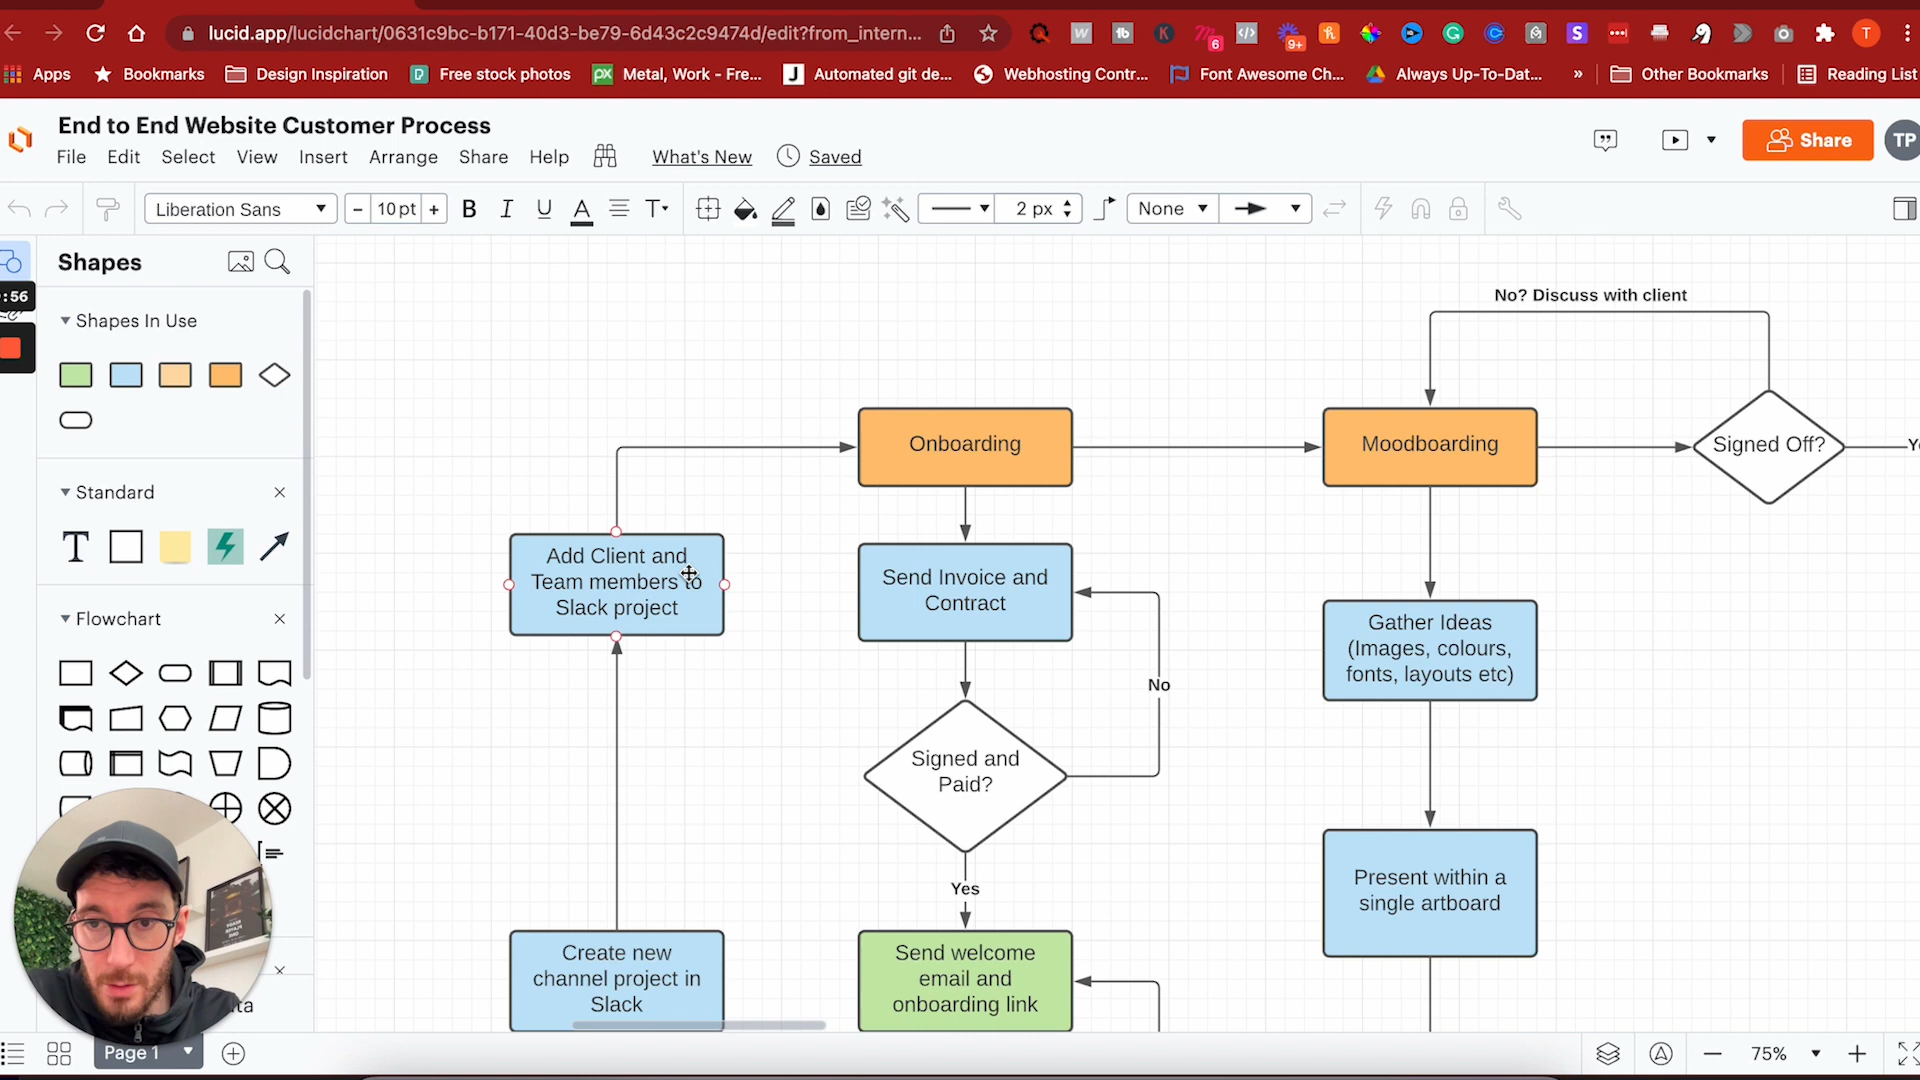 lucid.app/lucidchart/0631c9bc-b171-40d3-be79-6d43c2c9474d/edit?from_intern...
6
9+
T
Apps
Bookmarks
Design Inspiration
Free stock photos
px
Metal, Work - Fre...
J
Automated git de...
Webhosting Contr...
Font Awesome Ch...
Always Up-To-Dat...
»
Other Bookmarks
Reading List
End to End Website Customer Process
File
Edit
Select
View
Insert
Arrange
Share
Help
What's New
Saved
Share
TP
Liberation Sans
10 pt
B
I
U
A
T
2 px
None
Shapes
:56
Shapes In Use
Standard
T
Flowchart
No? Discuss with client
Onboarding
Moodboarding
Signed Off?
Add Client and
Team members to
Slack project
Send Invoice and
Contract
Gather Ideas
(Images, colours,
fonts, layouts etc)
No
Signed and
Paid?
Present within a
single artboard
Yes
Create new
channel project in
Slack
Send welcome
email and
onboarding link
Page 1
75%